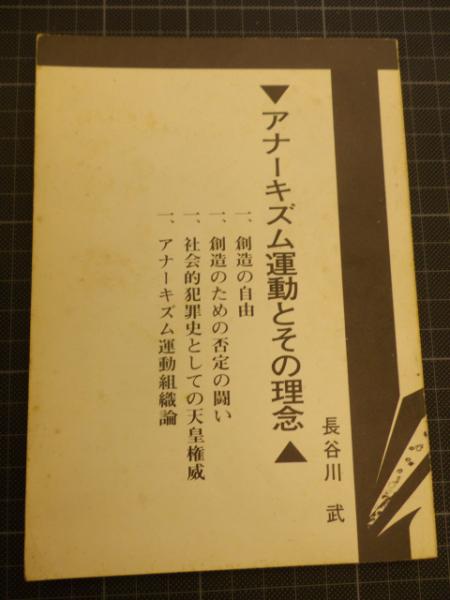 ▼アナーキズム運動とその理念▲
長谷川 武
一、創造の自由
一、創造のための否定の闘い
一、社会的犯罪史としての天皇権威
一、アナーキズム運動組織論